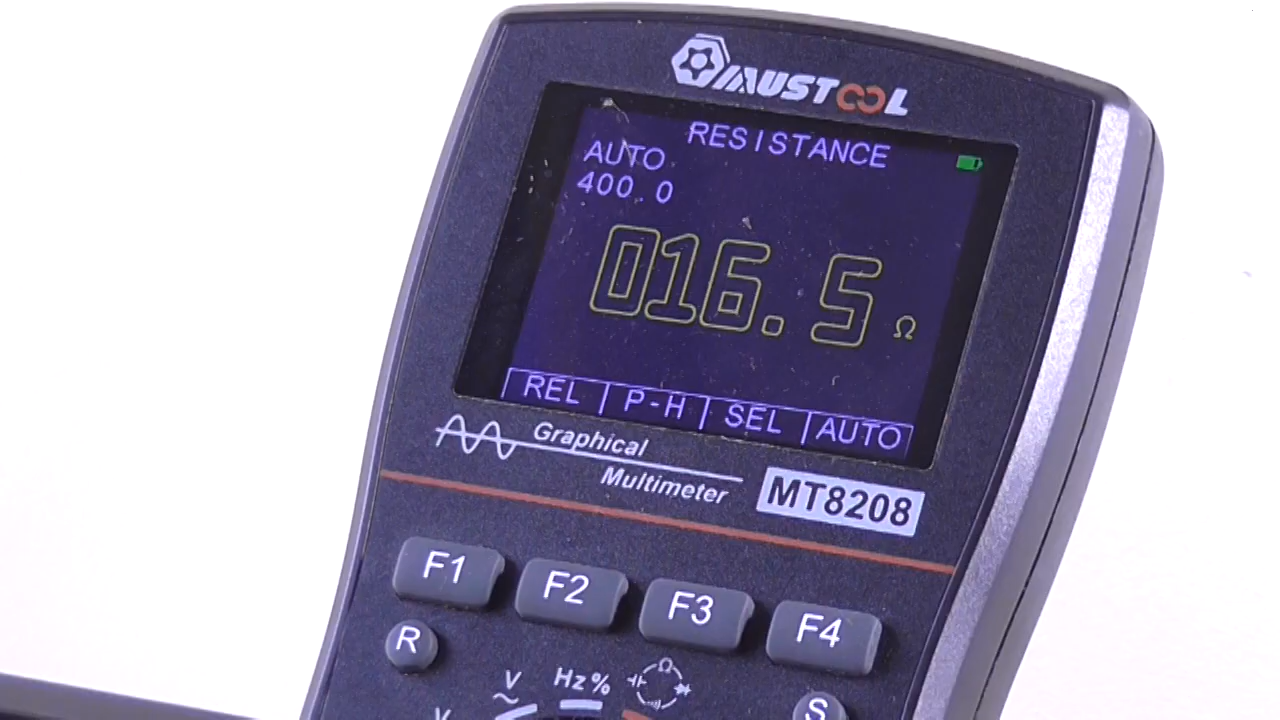 MUSTOOL
RESISTANCE
AUTO
400.0
016.5 Ω
REL P-H SEL AUTO
Graphical
Multimeter
MT8208
F1 F2 F3 F4
R
V Hz% Ω
V
S